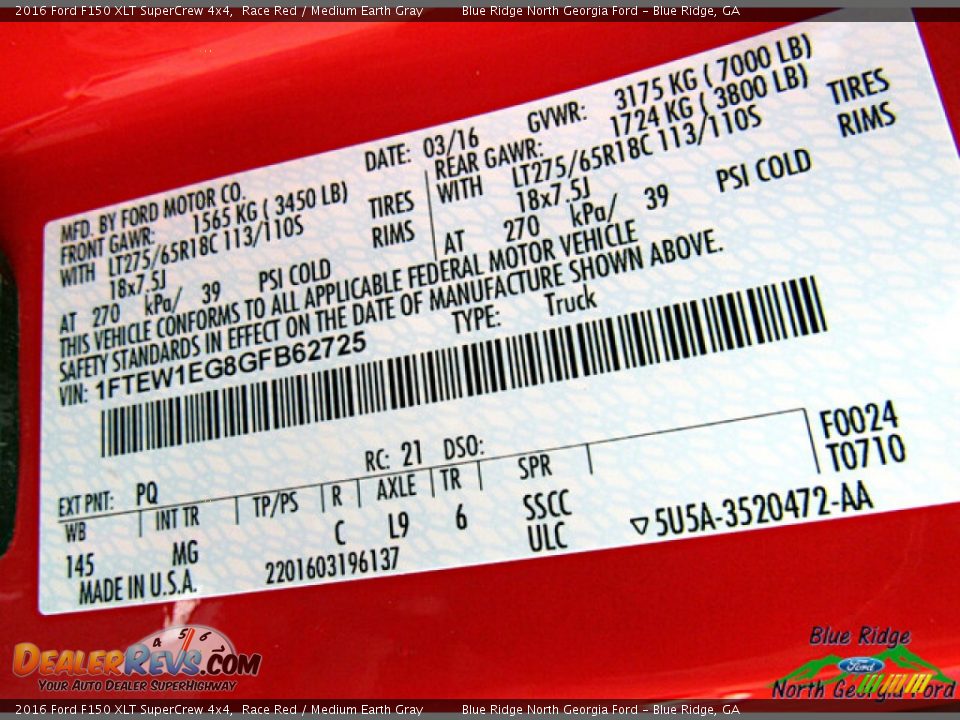 2016 Ford F150 XLT SuperCrew 4x4, Race Red / Medium Earth Gray Blue Ridge North Georgia Ford - Blue Ridge, GA
MFD. BY FORD MOTOR CO.
DATE: 03/16 GVWR: 3175 KG ( 7000 LB)
FRONT GAWR: 1565 KG ( 3450 LB)
REAR GAWR: 1724 KG ( 3800 LB)
WITH LT275/65R18C 113/110S TIRES
WITH LT275/65R18C 113/110S TIRES
18x7.5J RIMS
18x7.5J RIMS
AT 270 kPa/ 39 PSI COLD
AT 270 kPa/ 39 PSI COLD
THIS VEHICLE CONFORMS TO ALL APPLICABLE FEDERAL MOTOR VEHICLE
SAFETY STANDARDS IN EFFECT ON THE DATE OF MANUFACTURE SHOWN ABOVE.
VIN: 1FTEW1EG8GFB62725 TYPE: Truck
F0024
EXT PNT: PQ RC: 21 DSO: T0710
WB INT TR TP/PS R AXLE TR SPR
145 MG C L9 6 SSCC
ULC
5U5A-3520472-AA
MADE IN U.S.A. 2201603196137
4 5 6
DEALERREVS.COM
YOUR AUTO DEALER SUPERHIGHWAY
Blue Ridge
Ford
North Georgia Ford
2016 Ford F150 XLT SuperCrew 4x4, Race Red / Medium Earth Gray Blue Ridge North Georgia Ford - Blue Ridge, GA